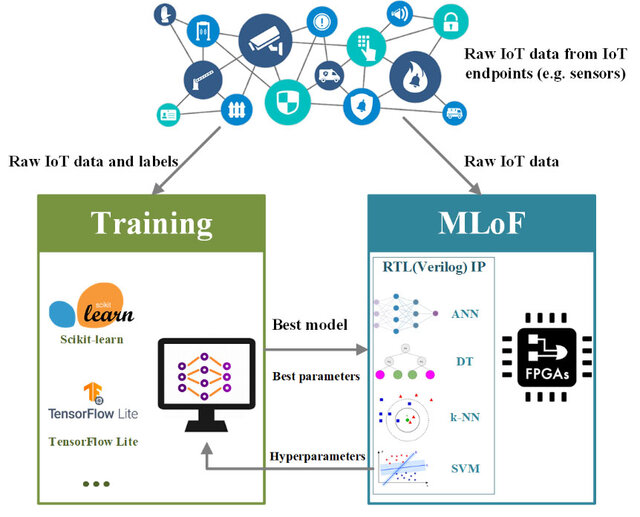 Raw IoT data from IoT
endpoints (e.g. sensors)
Raw IoT data and labels
Raw IoT data
Training
MLoF
scikit
learn
Scikit-learn
TensorFlow Lite
TensorFlow Lite
Best model
Best parameters
Hyperparameters
RTL(Verilog) IP
ANN
DT
k-NN
SVM
FPGAs